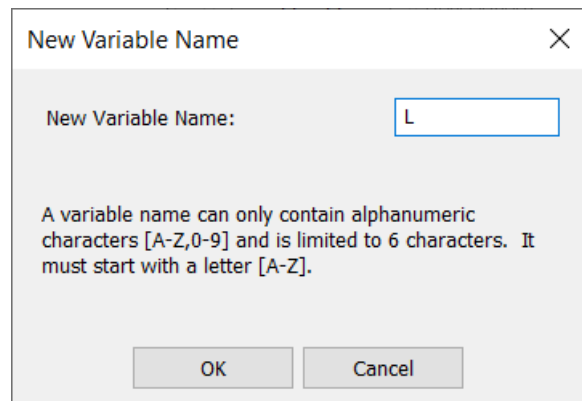 New Variable Name
New Variable Name:
L
A variable name can only contain alphanumeric
characters [A-Z,0-9] and is limited to 6 characters.  It
must start with a letter [A-Z].
OK
Cancel